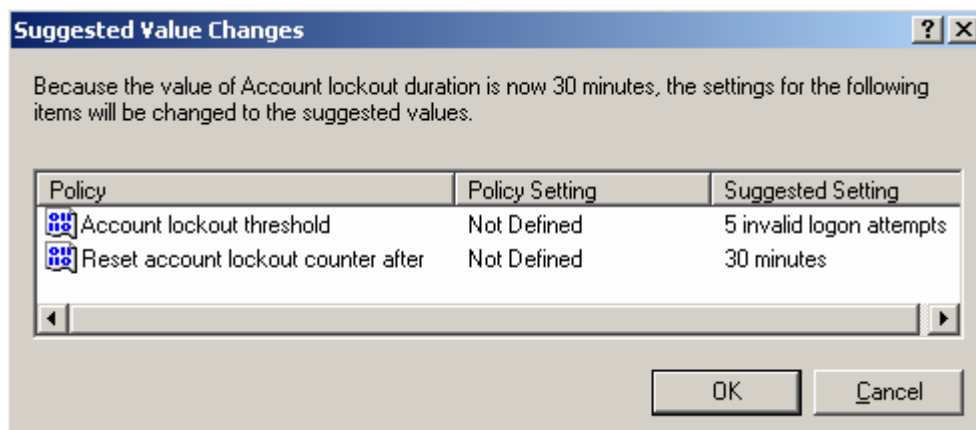 Suggested Value Changes
Because the value of Account lockout duration is now 30 minutes, the settings for the following
items will be changed to the suggested values.
Policy Policy Setting Suggested Setting
Account lockout threshold Not Defined 5 invalid logon attempts
Reset account lockout counter after Not Defined 30 minutes
OK Cancel